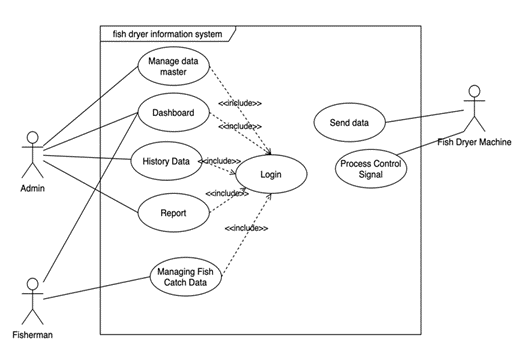 fish dryer information system
Manage data
master
<<include>>
Dashboard
<<include>>
Send data
Fish Dryer Machine
History Data
<<include>>
Process Control
Signal
Login
Admin
<<include>>
Report
<<include>>
Managing Fish
Catch Data
Fisherman